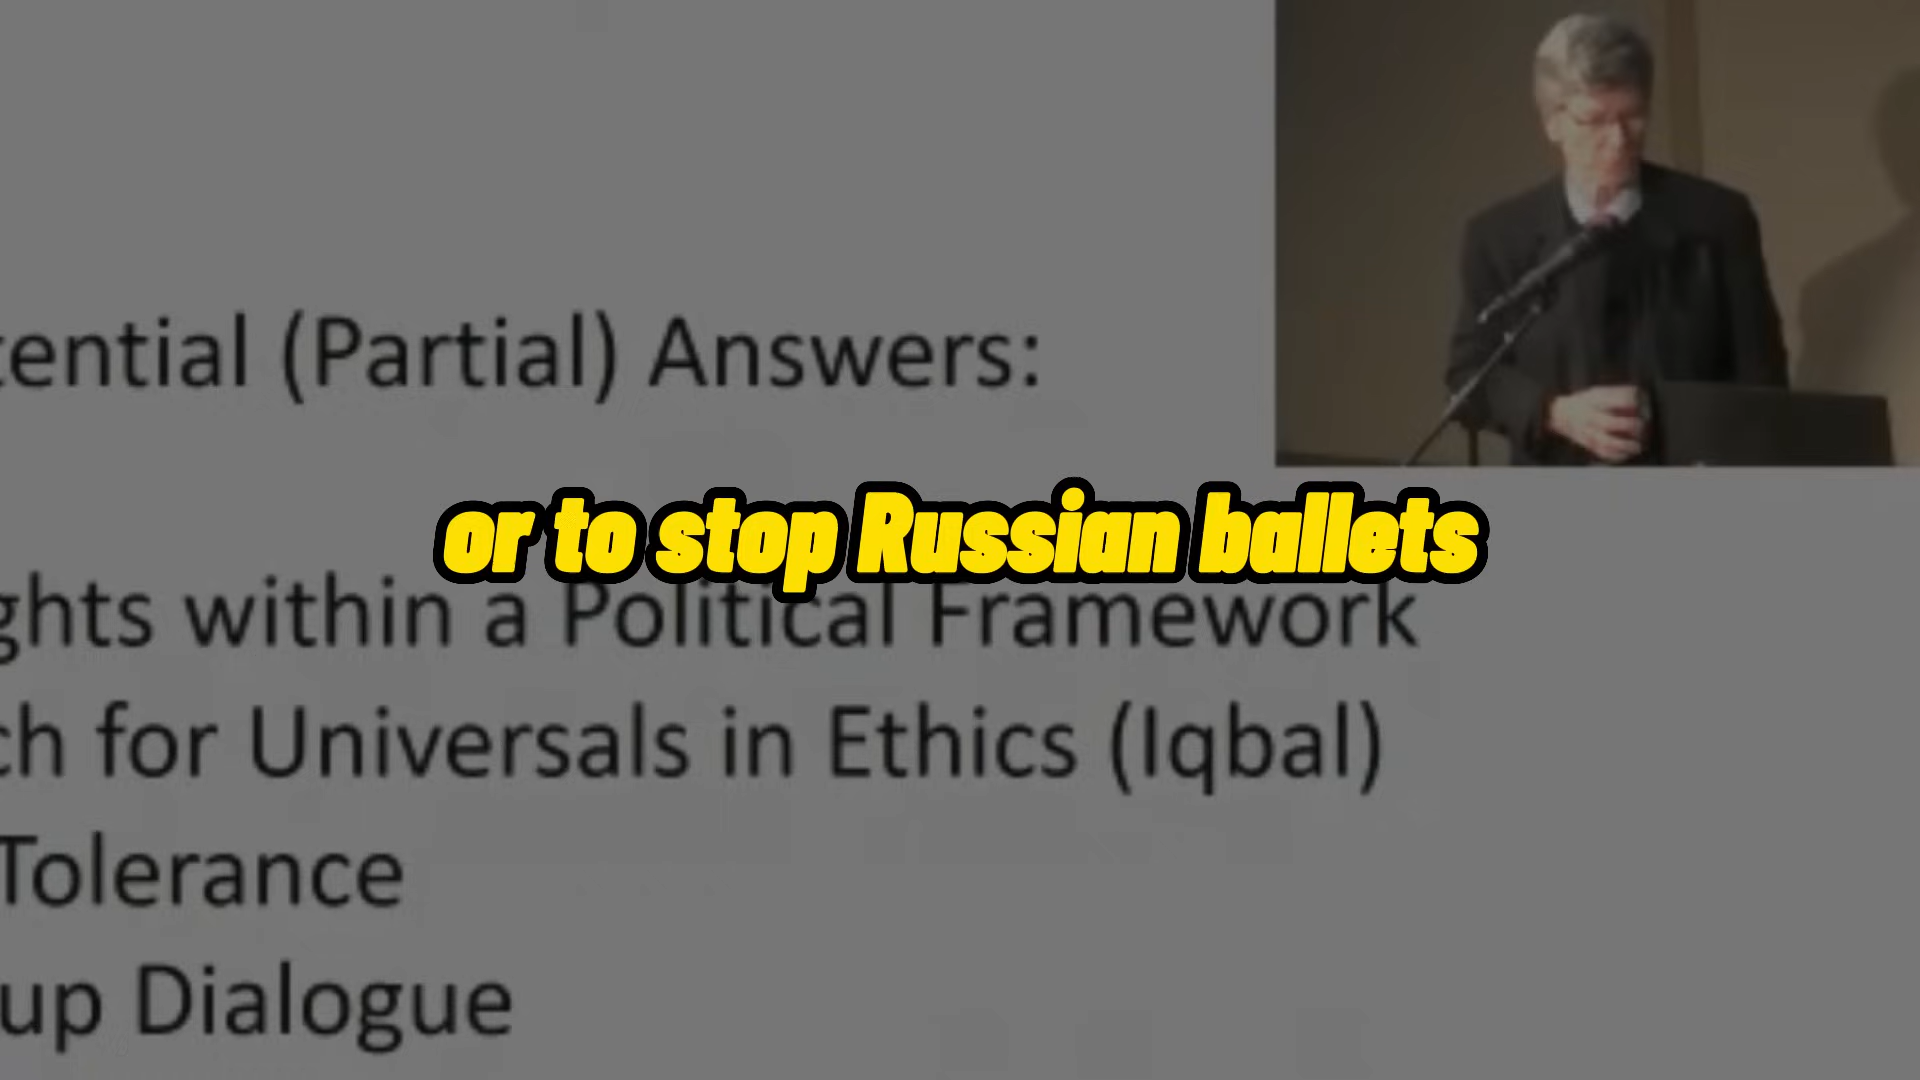 tential (Partial) Answers:
or to stop Russian ballets
ghts within a Political Framework
ch for Universals in Ethics (Iqbal)
Tolerance
up Dialogue